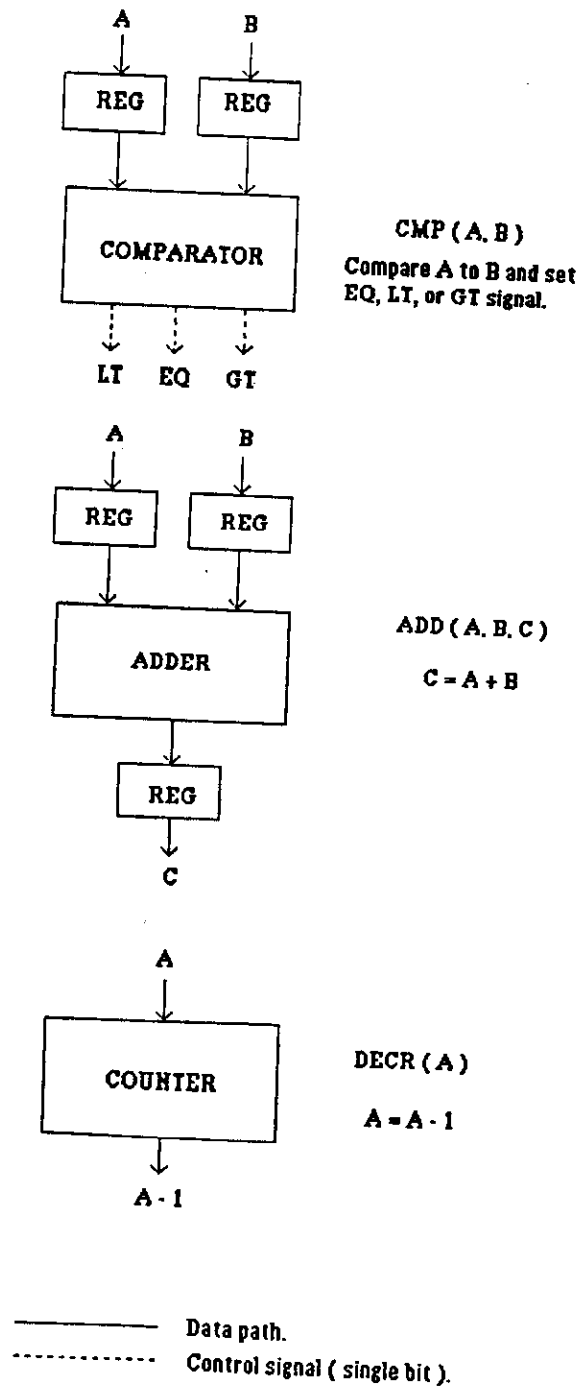 A B
REG REG
COMPARATOR
CMP ( A, B )
Compare A to B and set
EQ, LT, or GT signal.
LT EQ GT
A B
REG REG
ADDER
ADD ( A, B, C )
C = A + B
REG
C
A
COUNTER
DECR ( A )
A = A - 1
A - 1
Data path.
Control signal ( single bit ).